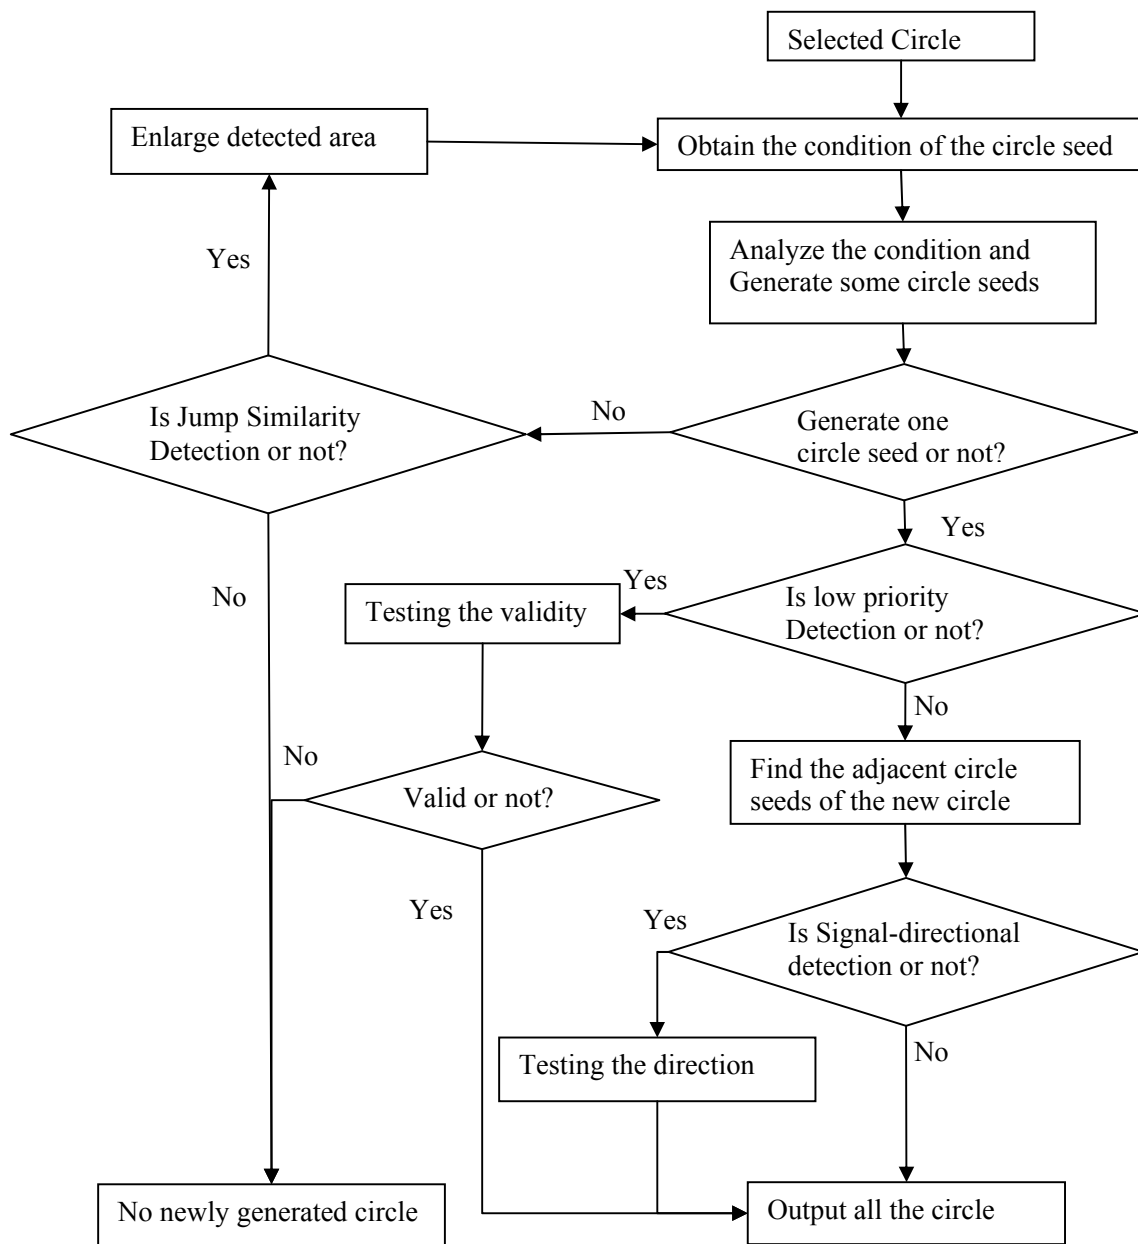 Selected Circle
Enlarge detected area
Obtain the condition of the circle seed
Yes
Analyze the condition and
Generate some circle seeds
Is Jump Similarity
Detection or not?
No
Generate one
circle seed or not?
Yes
No
Yes
Testing the validity
Is low priority
Detection or not?
No
No
Valid or not?
Find the adjacent circle
seeds of the new circle
Yes
Yes
Is Signal-directional
detection or not?
Testing the direction
No
No newly generated circle
Output all the circle